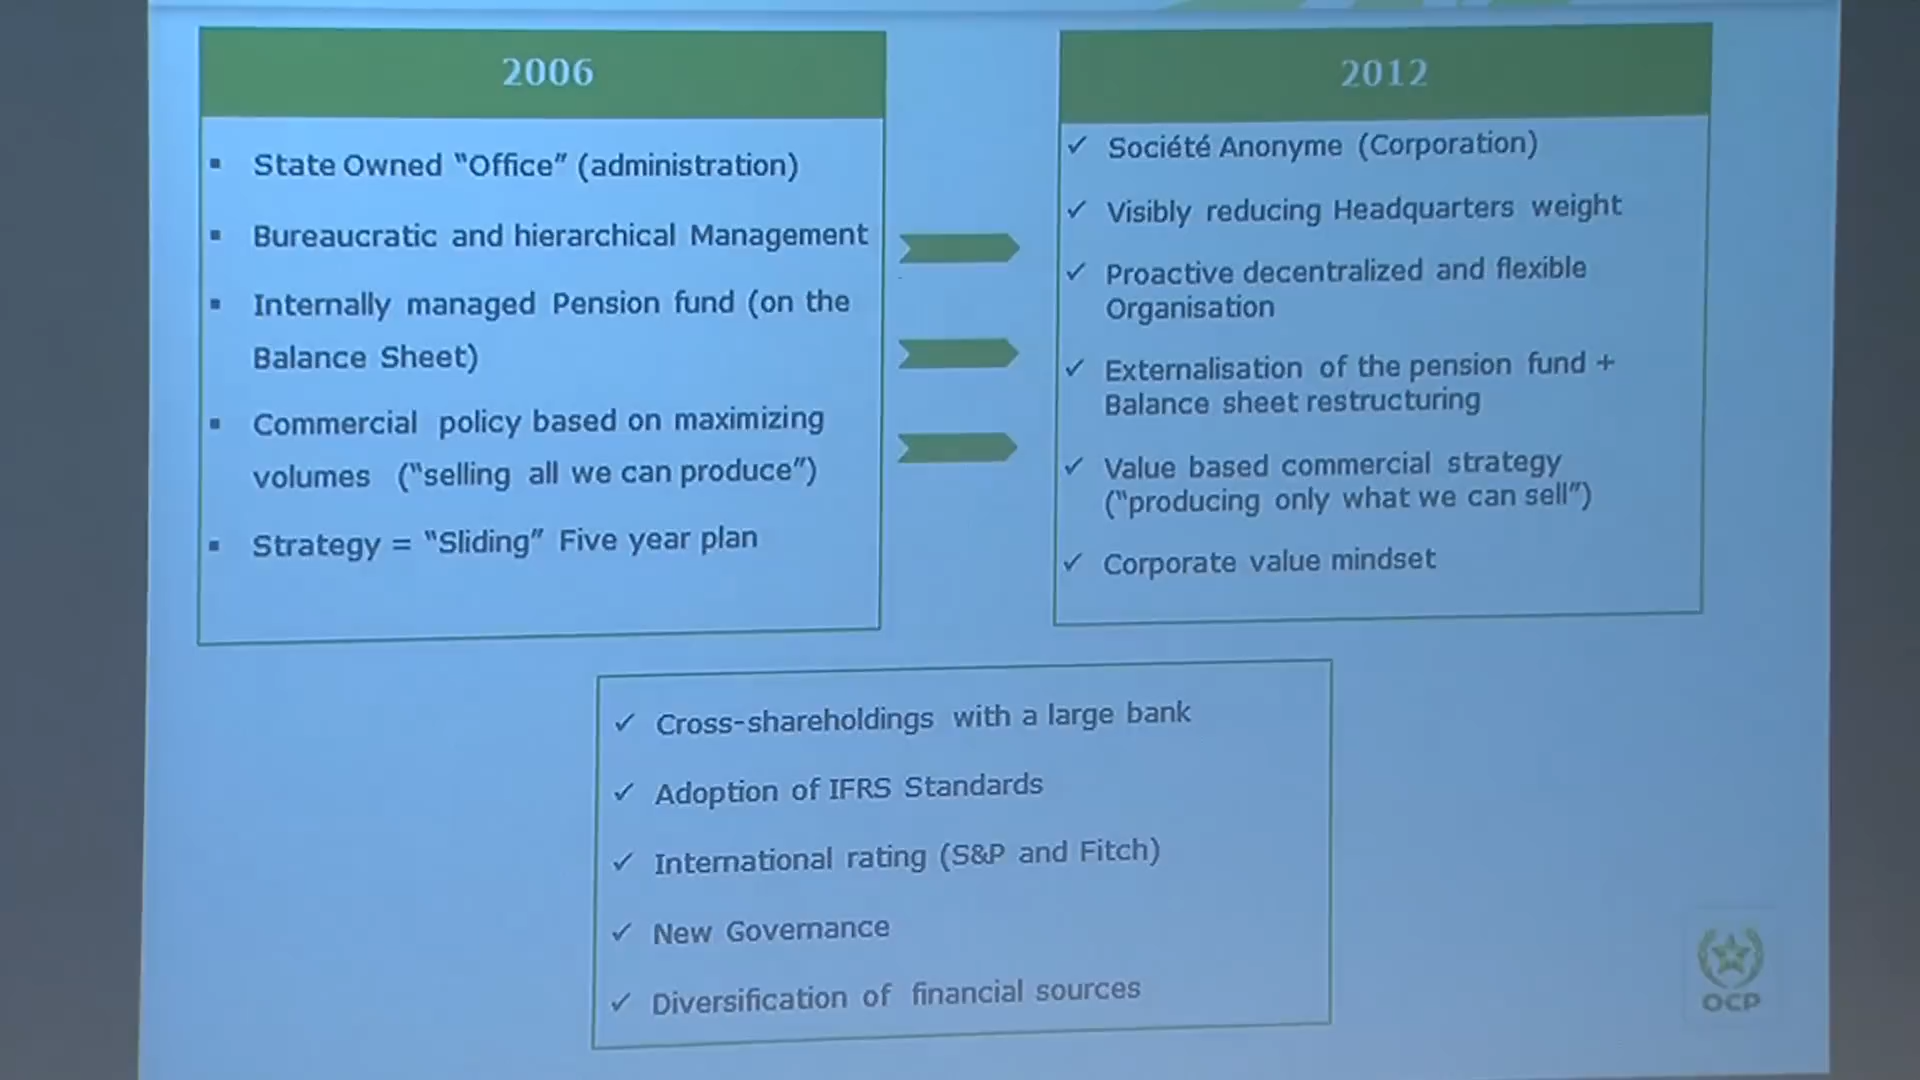 2006
State Owned “Office” (administration)
Bureaucratic and hierarchical Management
Internally managed Pension fund (on the
Balance Sheet)
Commercial policy based on maximizing
volumes (“selling all we can produce”)
Strategy = “Sliding” Five year plan
2012
Société Anonyme (Corporation)
Visibly reducing Headquarters weight
Proactive decentralized and flexible
Organisation
Externalisation of the pension fund +
Balance sheet restructuring
Value based commercial strategy
(“producing only what we can sell”)
Corporate value mindset
Cross-shareholdings with a large bank
Adoption of IFRS Standards
International rating (S&P and Fitch)
New Governance
Diversification of financial sources
OCP